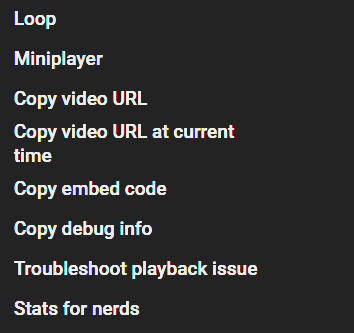 Loop
Miniplayer
Copy video URL
Copy video URL at current
time
Copy embed code
Copy debug info
Troubleshoot playback issue
Stats for nerds